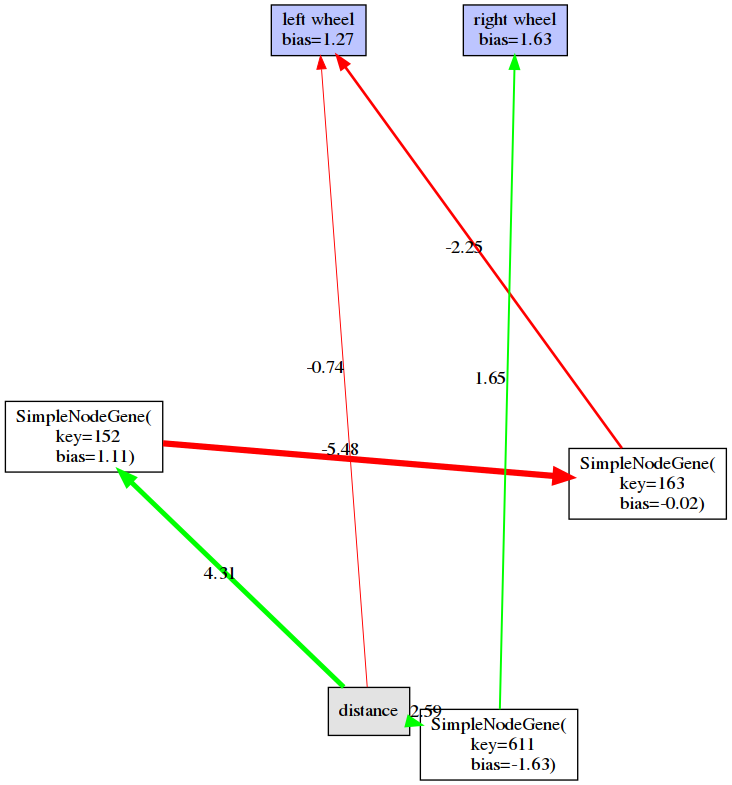 left wheel
bias=1.27
right wheel
bias=1.63
-2.25
-0.74
1.65
SimpleNodeGene(
key=152
bias=1.11)
-5.48
SimpleNodeGene(
key=163
bias=-0.02)
4.31
distance
2.59
SimpleNodeGene(
key=611
bias=-1.63)